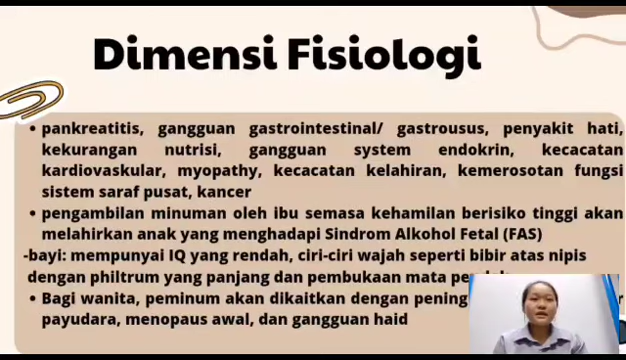 Dimensi Fisiologi
• pankreatitis, gangguan gastrointestinal/ gastrousus, penyakit hati,
kekurangan nutrisi, gangguan system endokrin, kecacatan
kardiovaskular, myopathy, kecacatan kelahiran, kemerosotan fungsi
sistem saraf pusat, kancer
• pengambilan minuman oleh ibu semasa kehamilan berisiko tinggi akan
melahirkan anak yang menghadapi Sindrom Alkohol Fetal (FAS)
-bayi: mempunyai IQ yang rendah, ciri-ciri wajah seperti bibir atas nipis
dengan philtrum yang panjang dan pembukaan mata
• Bagi wanita, peminum akan dikaitkan dengan
payudara, menopaus awal, dan gangguan haid